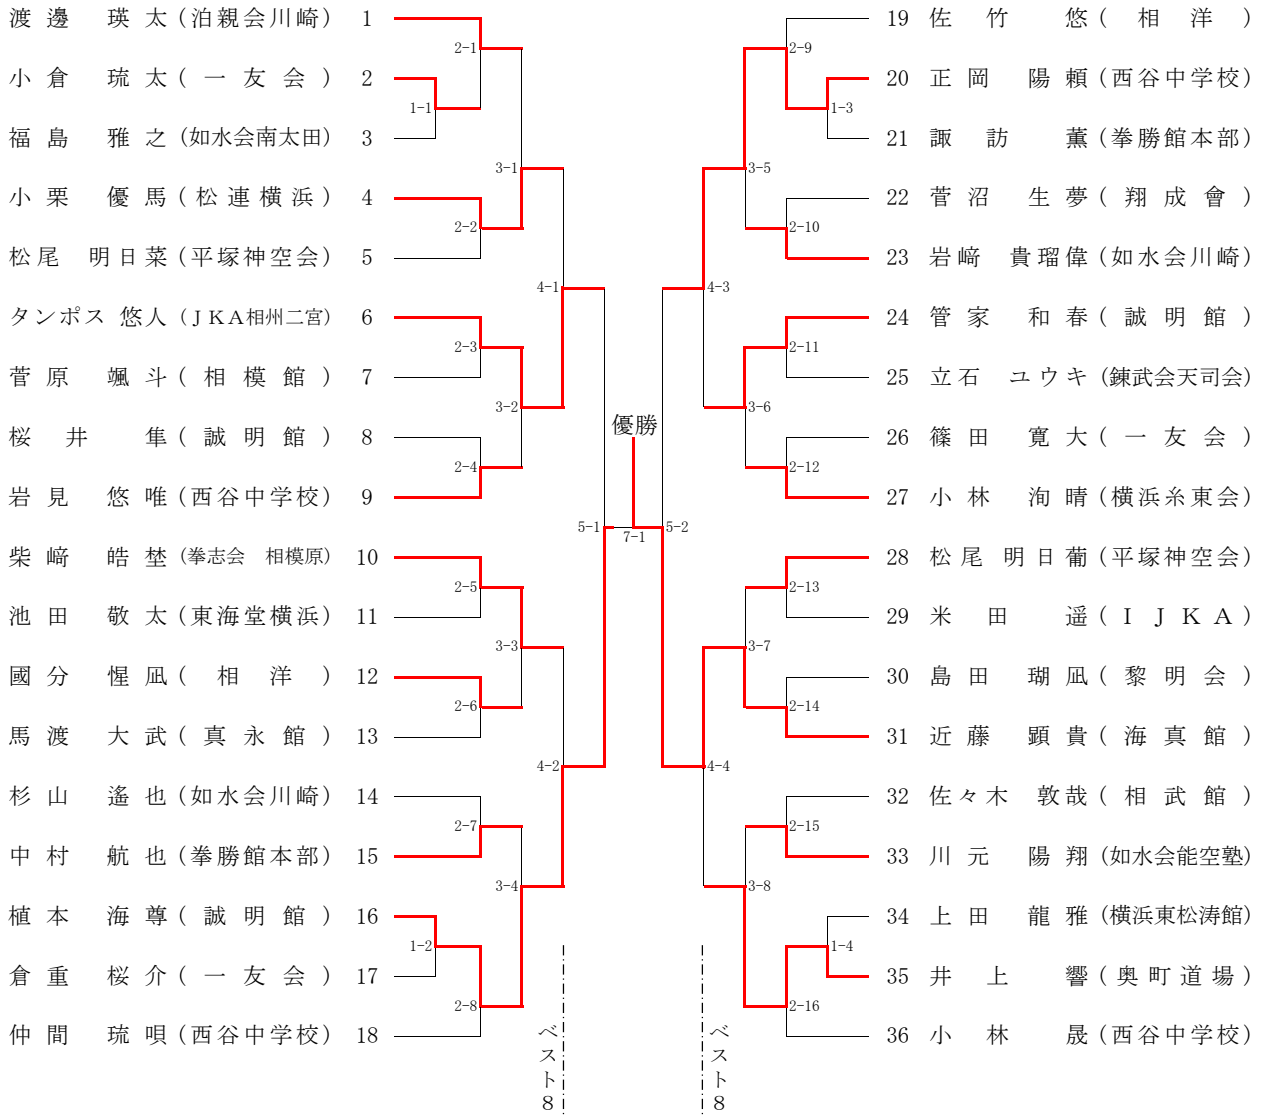 渡邊 瑛太 (泊親会川崎) 1
小倉 琉太 (一友会) 2
福島 雅之 (如水会南太田) 3
小栗 優馬 (松連横浜) 4
松尾 明日菜 (平塚神空会) 5
タンポス 悠人 (JKA相州二宮) 6
菅原 颯斗 (相模館) 7
桜井 隼 (誠明館) 8
岩見 悠唯 (西谷中学校) 9
柴﨑 皓埜 (拳志会 相模原) 10
池田 敬太 (東海堂横浜) 11
國分 惺凪 (相洋) 12
馬渡 大武 (真永館) 13
杉山 遙也 (如水会川崎) 14
中村 航也 (拳勝館本部) 15
植本 海尊 (誠明館) 16
倉重 桜介 (一友会) 17
仲間 琉唄 (西谷中学校) 18
1-1
1-2
2-1
2-2
2-3
2-4
2-5
2-6
2-7
2-8
3-1
3-2
3-3
3-4
4-1
4-2
5-1
優勝
7-1
5-2
4-3
4-4
3-5
3-6
3-7
3-8
2-9
2-10
2-11
2-12
2-13
2-14
2-15
2-16
1-3
1-4
19 佐竹 悠 (相洋)
20 正岡 陽頼 (西谷中学校)
21 諏訪 薫 (拳勝館本部)
22 菅沼 生夢 (翔成會)
23 岩﨑 貴瑠偉 (如水会川崎)
24 管家 和春 (誠明館)
25 立石 ユウキ (錬武会天司会)
26 篠田 寛大 (一友会)
27 小林 洵晴 (横浜糸東会)
28 松尾 明日葡 (平塚神空会)
29 米田 遥 (IJKA)
30 島田 瑚凪 (黎明会)
31 近藤 顕貴 (海真館)
32 佐々木 敦哉 (相武館)
33 川元 陽翔 (如水会能空塾)
34 上田 龍雅 (横浜東松涛館)
35 井上 響 (奥町道場)
36 小林 晟 (西谷中学校)
ベスト8
ベスト8